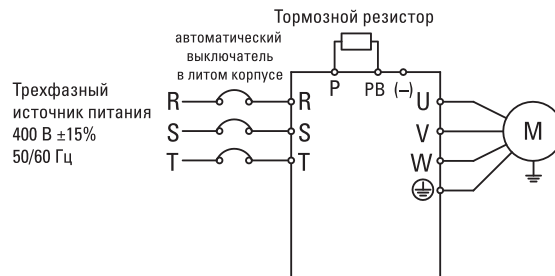 Тормозной резистор
автоматический
выключатель
в литом корпусе
P PB (–)
Трехфазный
источник питания
400 В ±15%
50/60 Гц
R R U
S S V
T T W
M